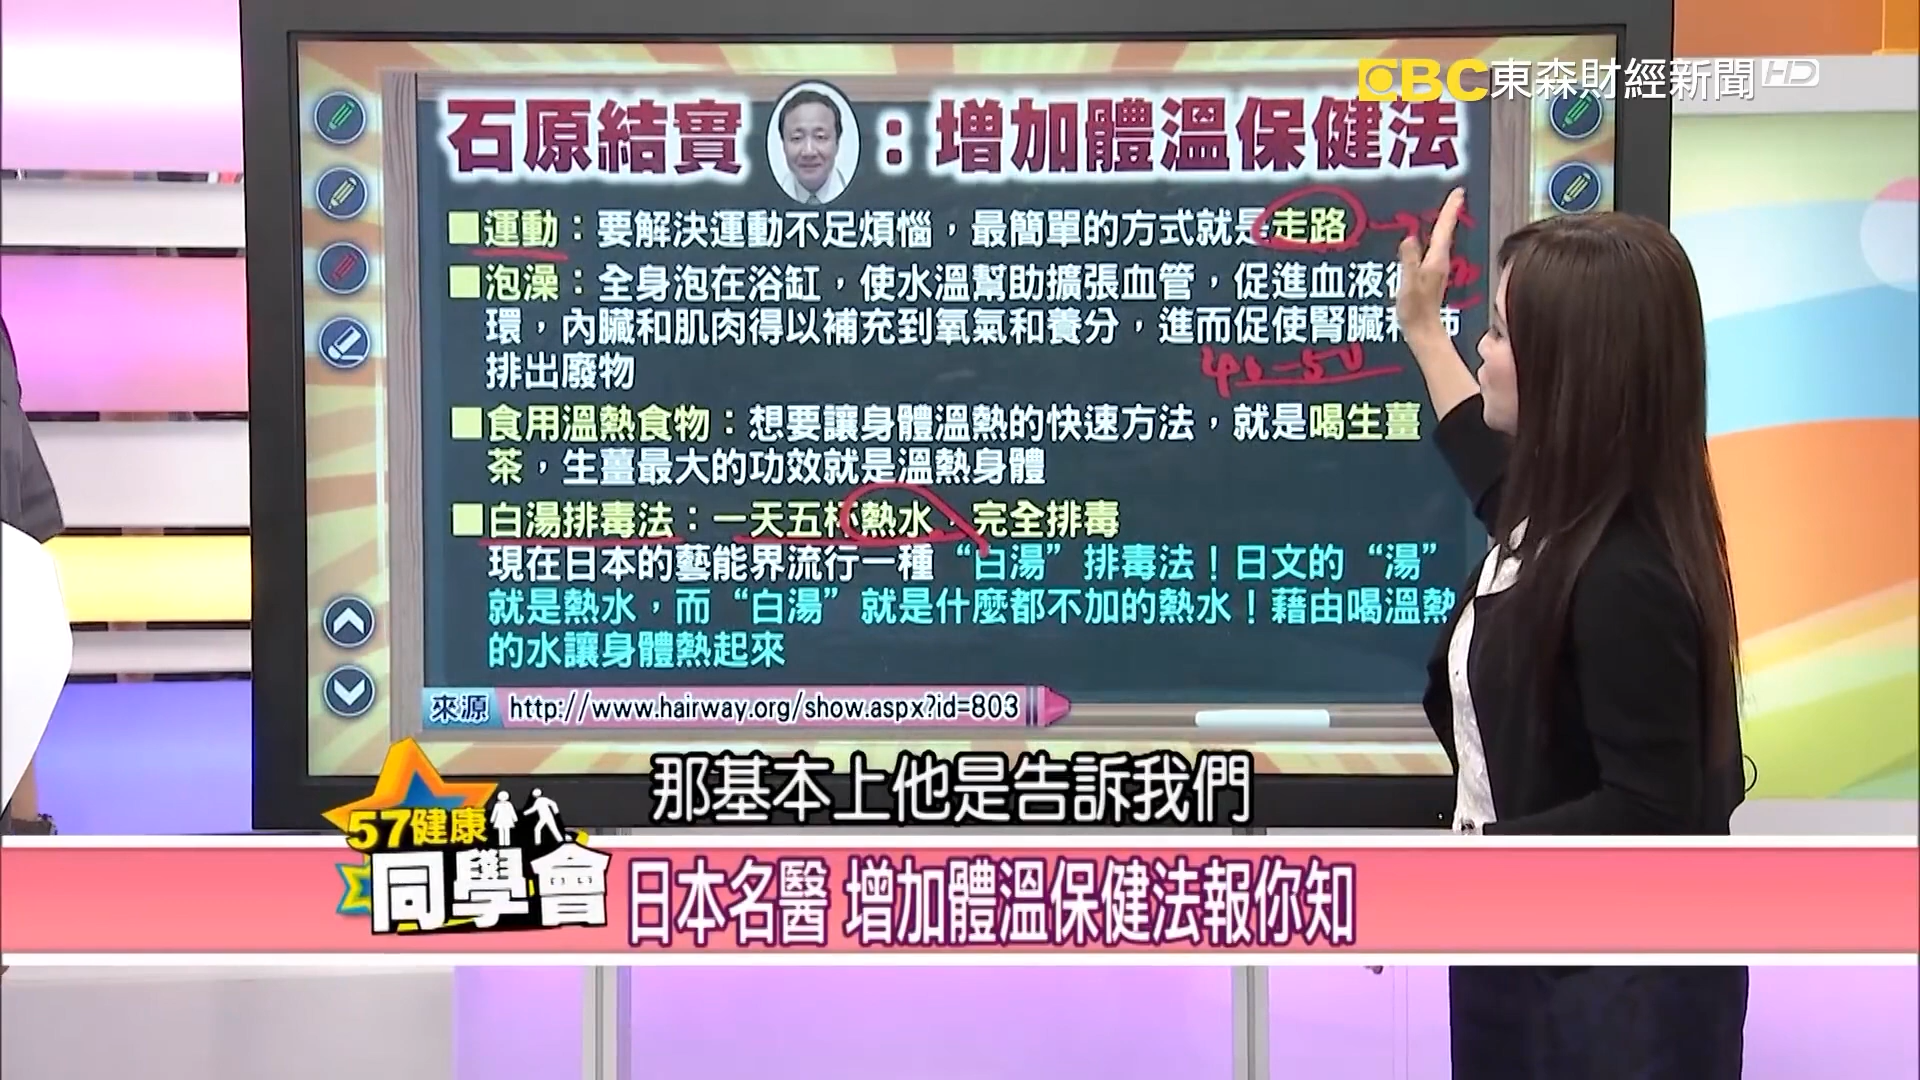 EBC東森財經新聞HD
石原結實：增加體溫保健法
■運動：要解決運動不足煩惱，最簡單的方式就是走路
■泡澡：全身泡在浴缸，使水溫幫助擴張血管，促進血液
環，內臟和肌肉得以補充到氧氣和養分，進而促使腎臟和
40-50
排出廢物
■食用溫熱食物：想要讓身體溫熱的快速方法，就是喝生薑
茶，生薑最大的功效就是溫熱身體
■白湯排毒法：一天五杯熱水，完全排毒
現在日本的藝能界流行一種“白湯”排毒法！日文的“湯”
就是熱水，而“白湯”就是什麼都不加的熱水！藉由喝溫熱
的水讓身體熱起來
來源 http://www.hairway.org/show.aspx?id=803
那基本上他是告訴我們
57健康
同學會
日本名醫 增加體溫保健法報你知